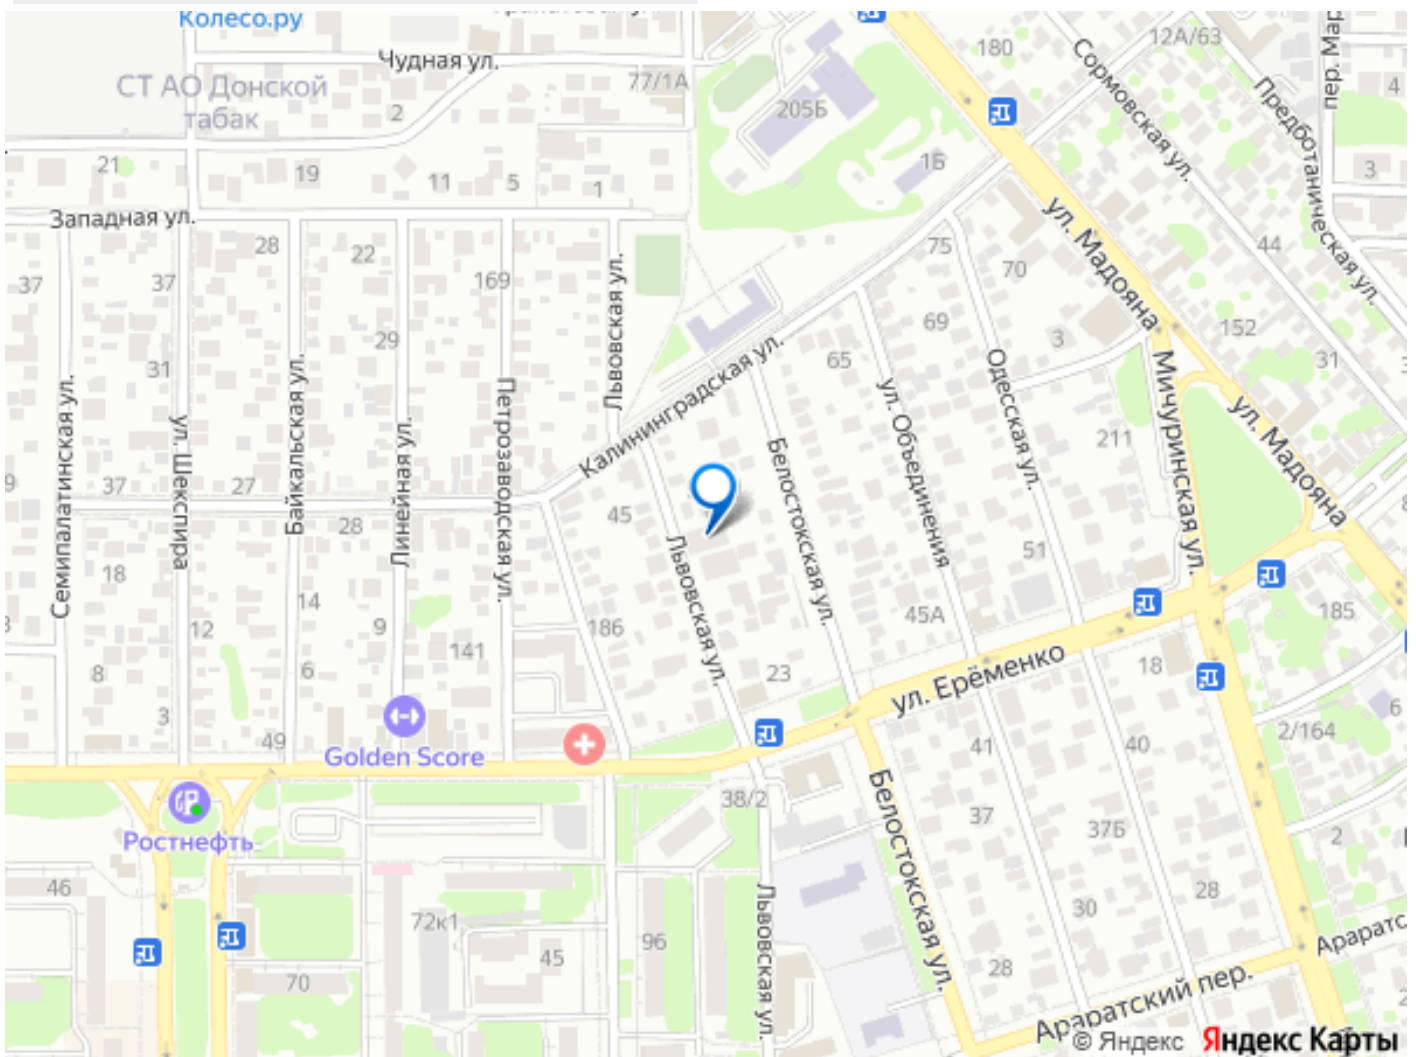 Колесо.ру
Чудная ул.
СТ АО Донской
табак
77/1А
2
205Б
180
12А/63
Сормовская ул.
Предботаническая ул.
4
3
21
19
11
5
1
1Б
Западная ул.
28
22
37
37
169
Львовская ул.
75
70
44
ул. Мадояна
152
31
29
31
69
65
3
Калининградская ул.
Семипалатинская ул.
ул. Шекспира
Байкальская ул.
Линейная ул.
Петрозаводская ул.
Белостокская ул.
ул. Объединения
Одесская ул.
Мичуринская ул.
ул. Мадояна
211
37
27
28
45
51
18
14
12
9
6
8
3
141
186
Львовская ул.
45А
23
185
18
49
Golden Score
ул. Ерёменко
2/164
6
41
40
38/2
Ростнефть
37
37Б
2
Белостокская ул.
46
72к1
96
45
70
Львовская ул.
30
28
28
Араратский пер.
Араратс
© Яндекс Яндекс Карты